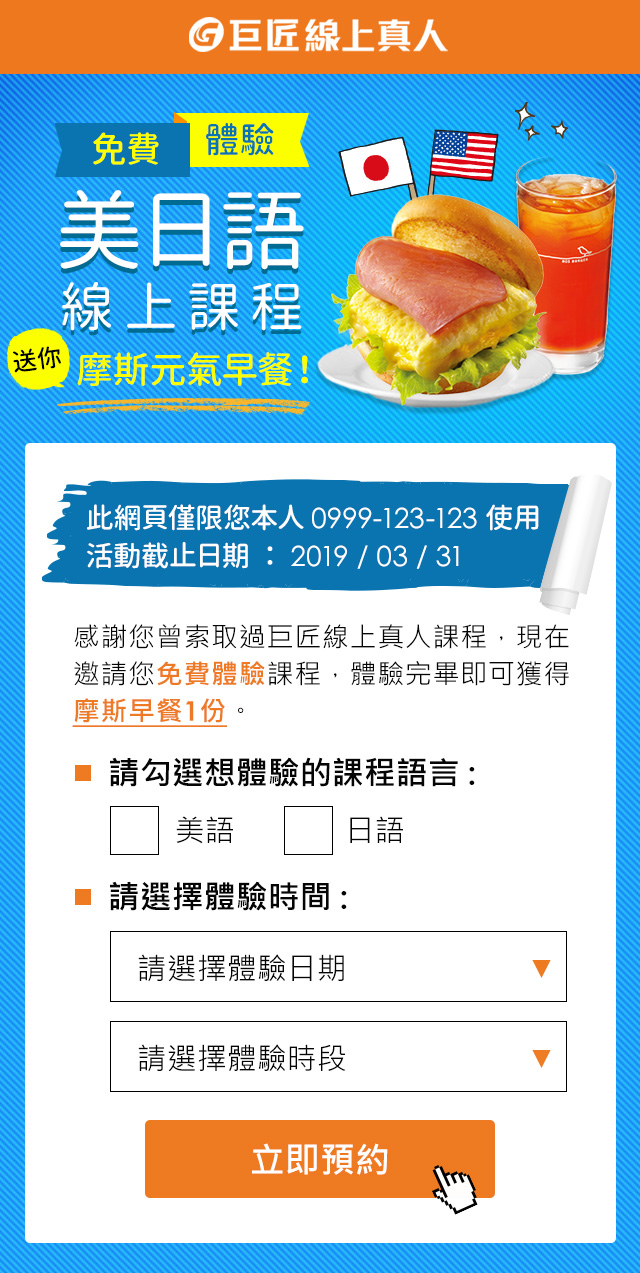 巨匠線上真人
免費 體驗
美日語
線上課程
送你
摩斯元氣早餐!
MOS BURGER
此網頁僅限您本人 0999-123-123 使用
活動截止日期 : 2019 / 03 / 31
感謝您曾索取過巨匠線上真人課程，現在
邀請您免費體驗課程，體驗完畢即可獲得
摩斯早餐1份。
請勾選想體驗的課程語言:
美語 日語
請選擇體驗時間:
請選擇體驗日期
請選擇體驗時段
立即預約